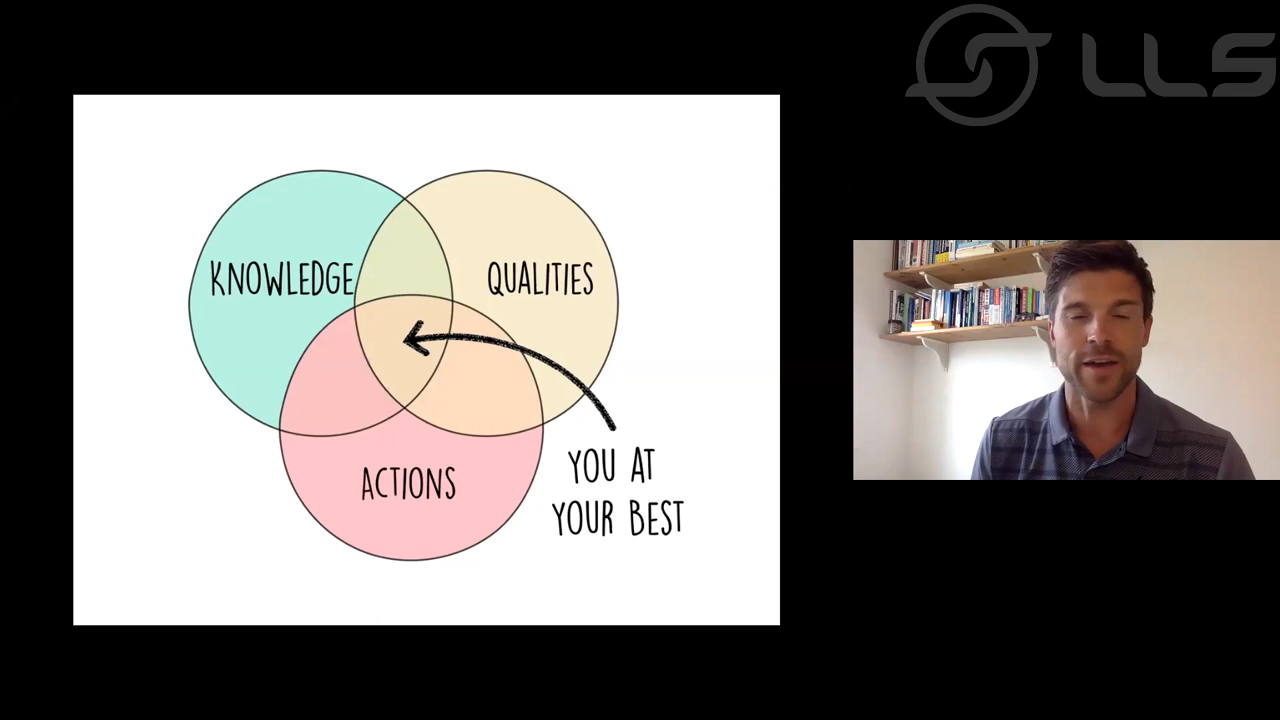 LLS
KNOWLEDGE
QUALITIES
ACTIONS
YOU AT
YOUR BEST